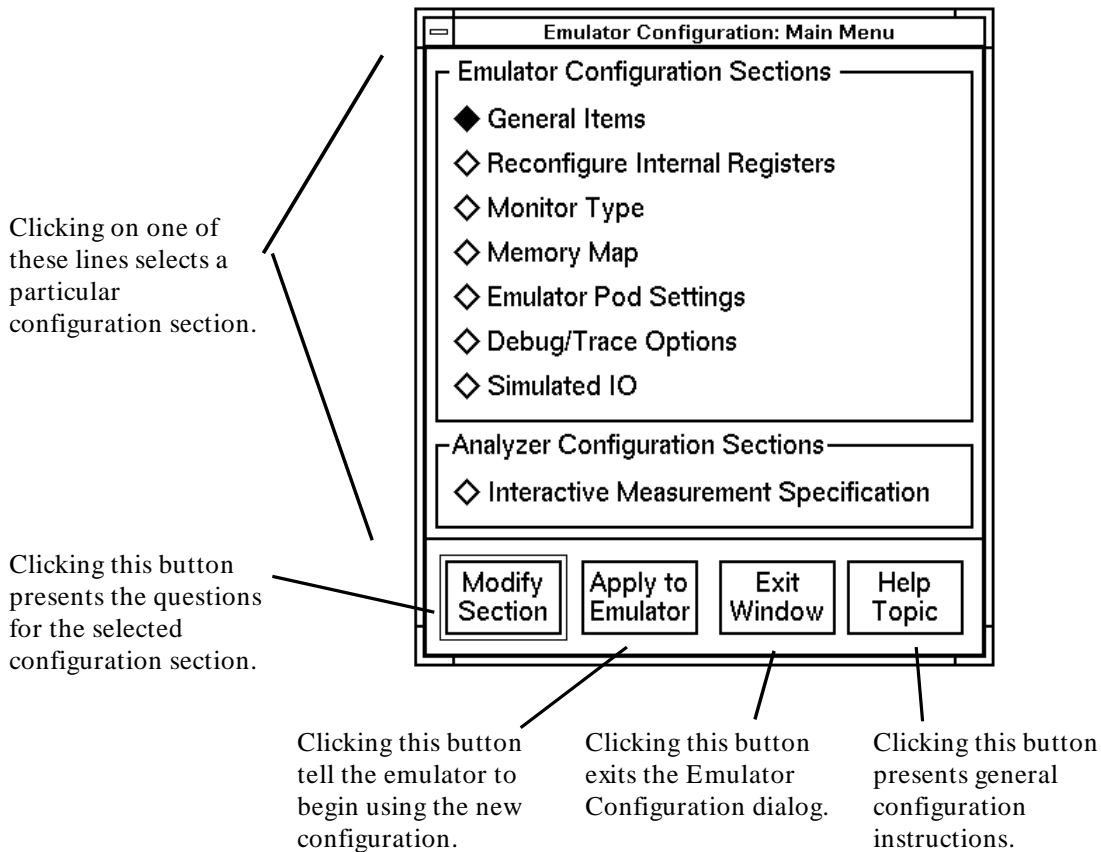 Emulator Configuration: Main Menu
Emulator Configuration Sections
General Items
Reconfigure Internal Registers
Monitor Type
Memory Map
Emulator Pod Settings
Debug/Trace Options
Simulated IO
Analyzer Configuration Sections
Interactive Measurement Specification
Modify
Section
Apply to
Emulator
Exit
Window
Help
Topic
Clicking on one of
these lines selects a
particular
configuration section.
Clicking this button
presents the questions
for the selected
configuration section.
Clicking this button
tell the emulator to
begin using the new
configuration.
Clicking this button
exits the Emulator
Configuration dialog.
Clicking this button
presents general
configuration
instructions.